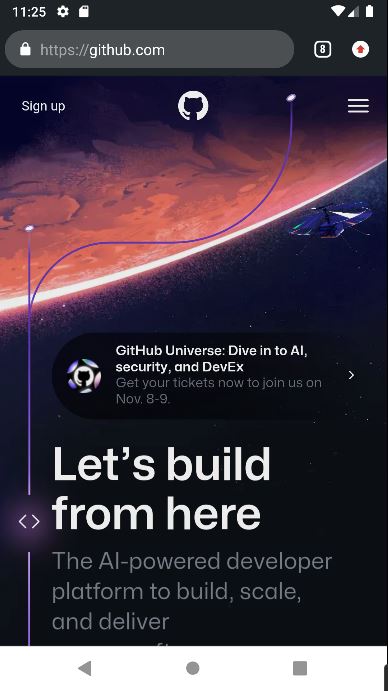 11:25
https://github.com
8
Sign up
GitHub Universe: Dive in to AI,
security, and DevEx
Get your tickets now to join us on
Nov. 8-9.
Let's build
from here
The AI-powered developer
platform to build, scale,
and deliver